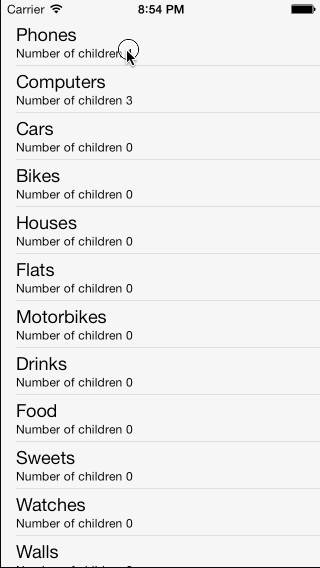 Carrier 8:54 PM
Phones
Number of children
Computers
Number of children 3
Cars
Number of children 0
Bikes
Number of children 0
Houses
Number of children 0
Flats
Number of children 0
Motorbikes
Number of children 0
Drinks
Number of children 0
Food
Number of children 0
Sweets
Number of children 0
Watches
Number of children 0
Walls